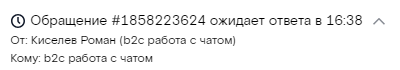 Обращение #1858223624 ожидает ответа в 16:38
От: Киселев Роман (b2c работа с чатом)
Кому: b2c работа с чатом